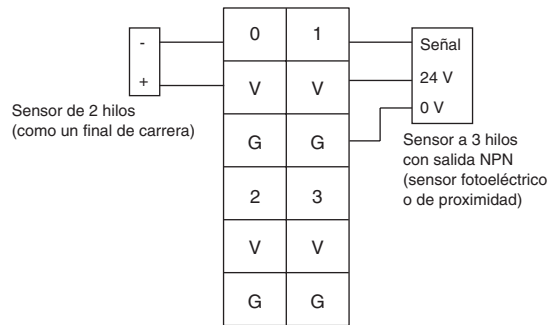 -
+
Sensor de 2 hilos
(como un final de carrera)
0 1
V V
G G
2 3
V V
G G
Señal
24 V
0 V
Sensor a 3 hilos
con salida NPN
(sensor fotoeléctrico
o de proximidad)